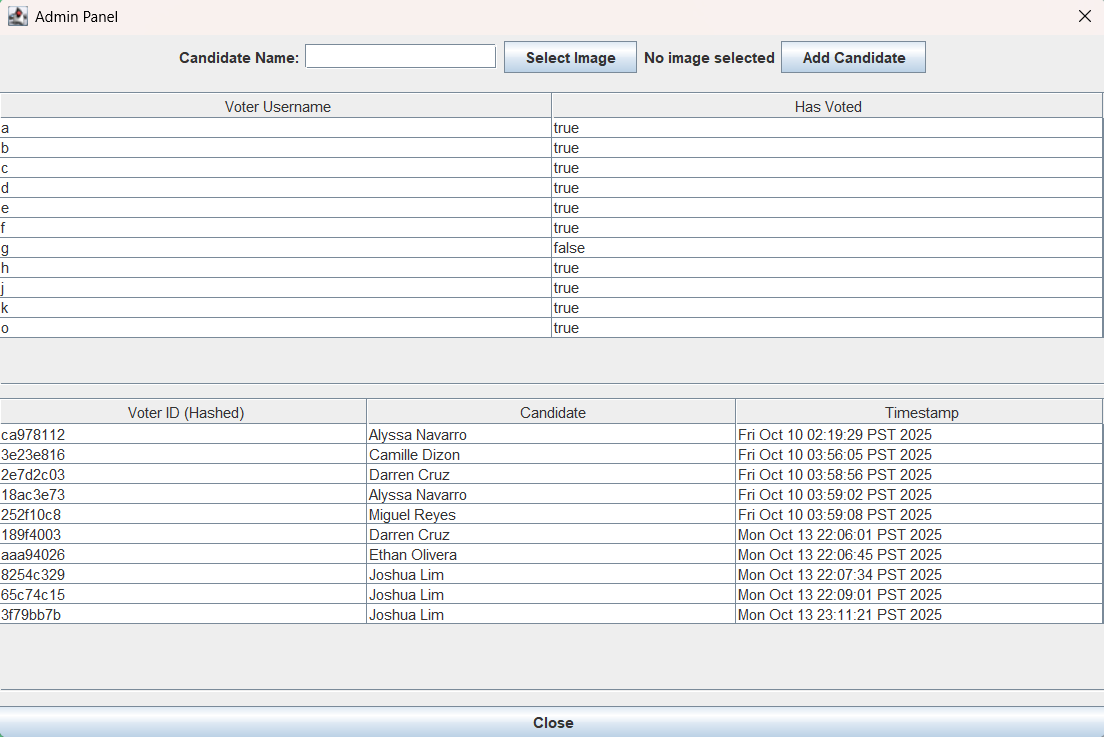 Admin Panel
Candidate Name: Select Image No image selected Add Candidate
Voter Username Has Voted
a true
b true
c true
d true
e true
f true
g false
h true
j true
k true
o true
Voter ID (Hashed) Candidate Timestamp
ca978112 Alyssa Navarro Fri Oct 10 02:19:29 PST 2025
3e23e816 Camille Dizon Fri Oct 10 03:56:05 PST 2025
2e7d2c03 Darren Cruz Fri Oct 10 03:58:56 PST 2025
18ac3e73 Alyssa Navarro Fri Oct 10 03:59:02 PST 2025
252f10c8 Miguel Reyes Fri Oct 10 03:59:08 PST 2025
189f4003 Darren Cruz Mon Oct 13 22:06:01 PST 2025
aaa94026 Ethan Olivera Mon Oct 13 22:06:45 PST 2025
8254c329 Joshua Lim Mon Oct 13 22:07:34 PST 2025
65c74c15 Joshua Lim Mon Oct 13 22:09:01 PST 2025
3f79bb7b Joshua Lim Mon Oct 13 23:11:21 PST 2025
Close